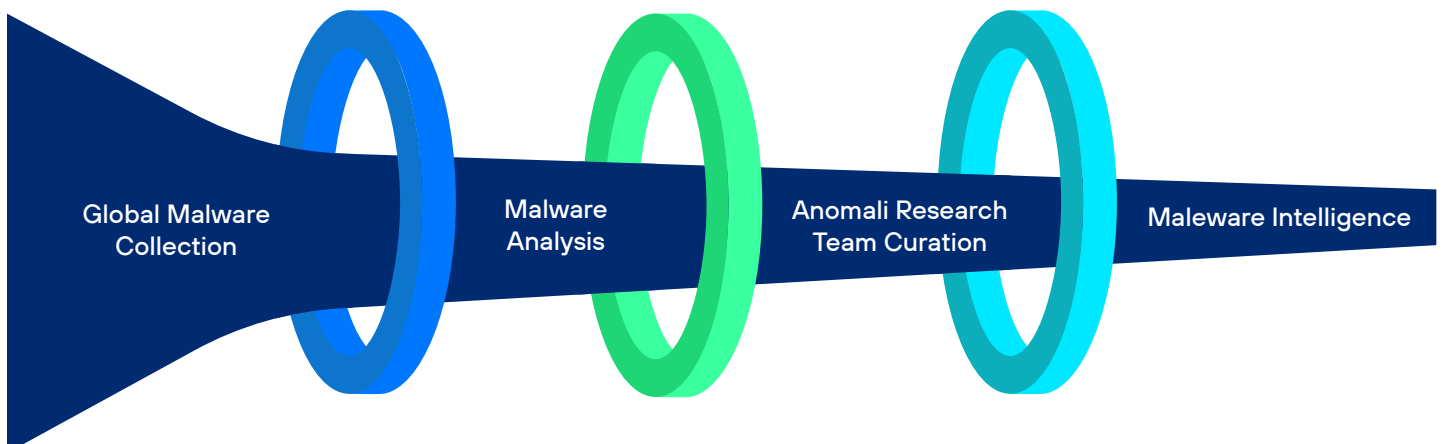 Global Malware
Collection
Malware
Analysis
Anomali Research
Team Curation
Maleware Intelligence